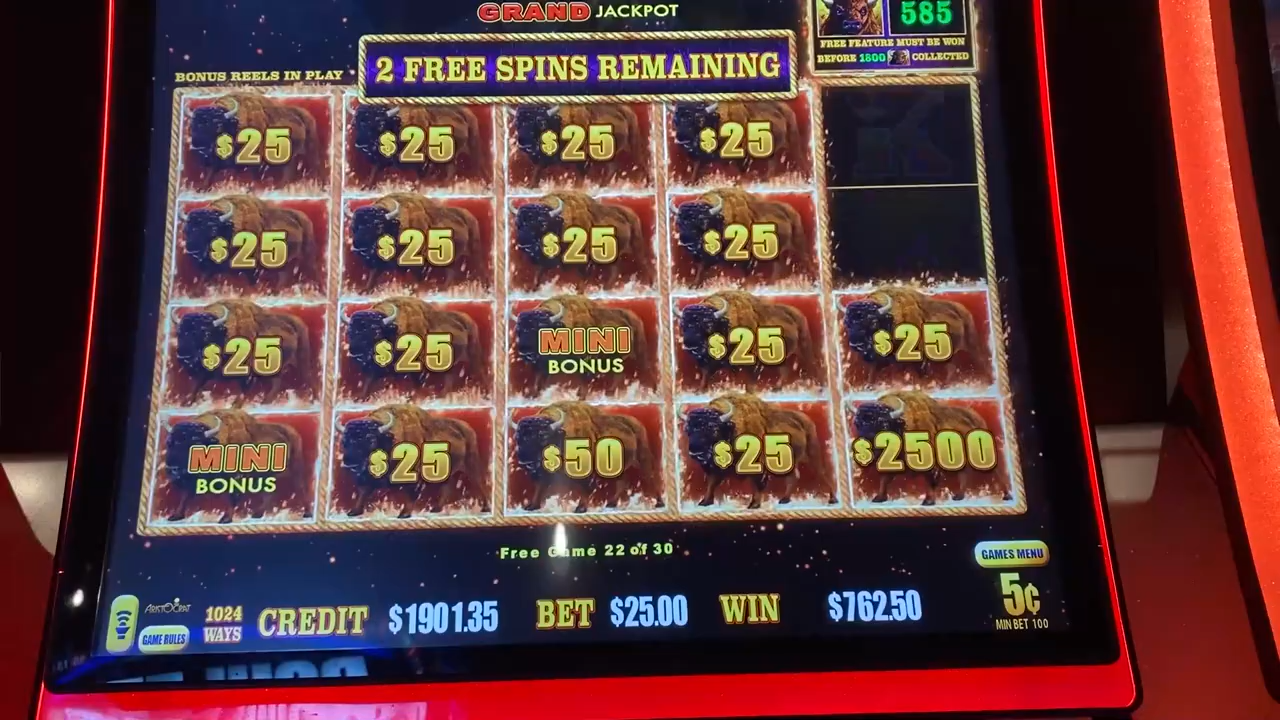 GRAND JACKPOT
585
FREE FEATURE MUST BE WON
BEFORE 1800 COLLECTED
BONUS REELS IN PLAY
2 FREE SPINS REMAINING
$25 $25 $25 $25
$25 $25 $25 $25
$25 $25 MINI BONUS $25 $25
MINI BONUS $25 $50 $25 $2500
Free Game 22 of 30
GAMES MENU
ARISTOCRAT
GAME RULES
1024 WAYS
CREDIT $1901.35 BET $25.00 WIN $762.50
5¢
MIN BET 100